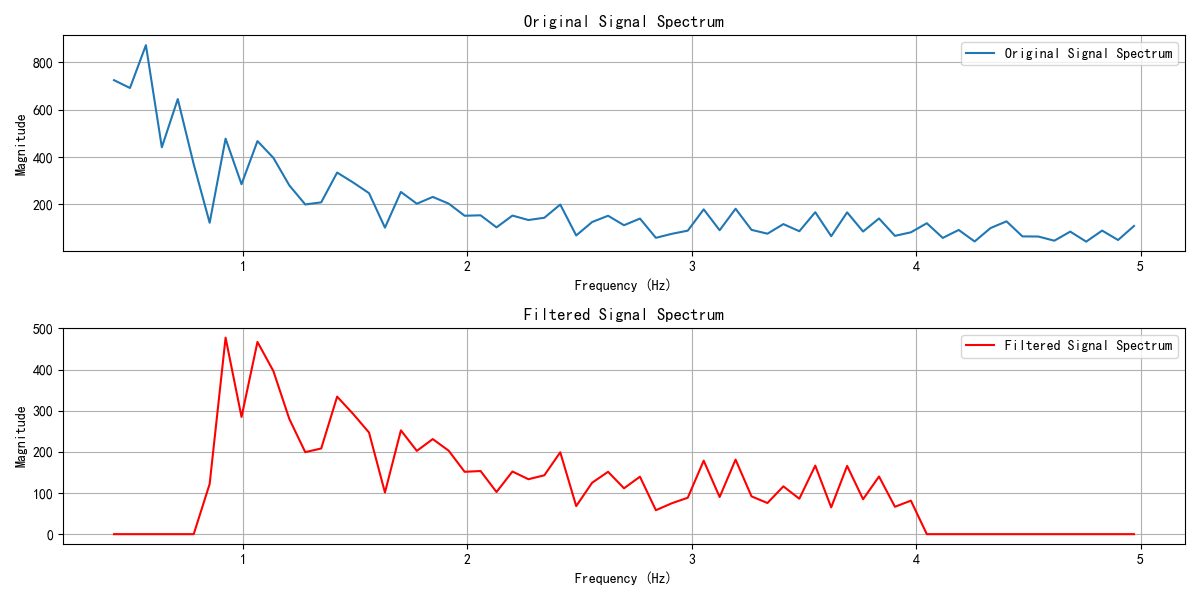 Original Signal Spectrum
Original Signal Spectrum
Magnitude
800
600
400
200
1 2 3 4 5
Frequency (Hz)
Filtered Signal Spectrum
Filtered Signal Spectrum
Magnitude
500
400
300
200
100
0
1 2 3 4 5
Frequency (Hz)